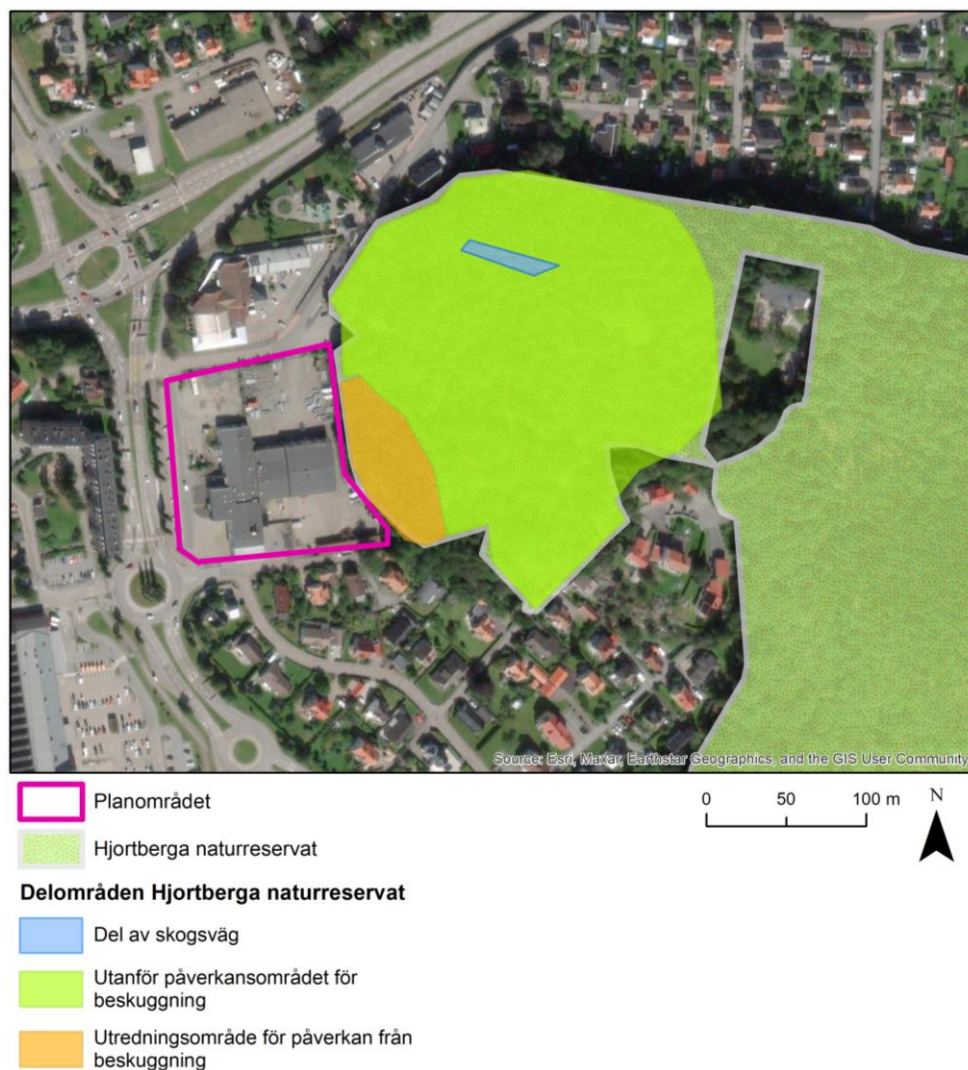 Source: Esri, Maxar, Earthstar Geographics, and the GIS User Community
Planområdet
Hjortberga naturreservat
0 50 100 m
N
Delområden Hjortberga naturreservat
Del av skogsväg
Utanför påverkansområdet för
beskuggning
Utredningsområde för påverkan från
beskuggning